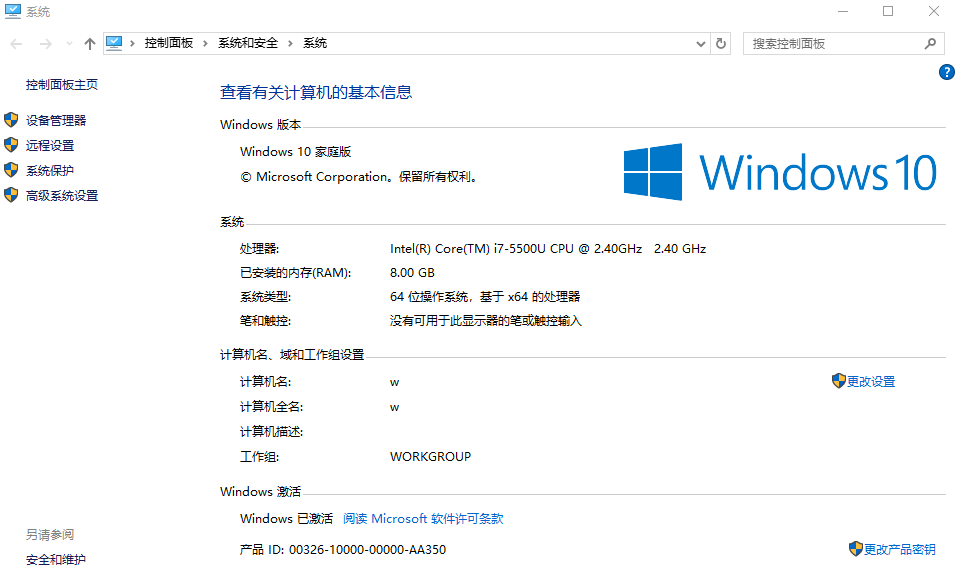 系统
控制面板 系统和安全 系统 搜索控制面板
?
控制面板主页
设备管理器
远程设置
系统保护
高级系统设置
查看有关计算机的基本信息
Windows 版本
Windows 10 家庭版
© Microsoft Corporation。保留所有权利。
Windows 10
系统
处理器: Intel(R) Core(TM) i7-5500U CPU @ 2.40GHz 2.40 GHz
已安装的内存(RAM): 8.00 GB
系统类型: 64 位操作系统，基于 x64 的处理器
笔和触控: 没有可用于此显示器的笔或触控输入
计算机名、域和工作组设置
计算机名: w 更改设置
计算机全名: w
计算机描述:
工作组: WORKGROUP
Windows 激活
Windows 已激活 阅读 Microsoft 软件许可条款
产品 ID: 00326-10000-00000-AA350 更改产品密钥
另请参阅
安全和维护